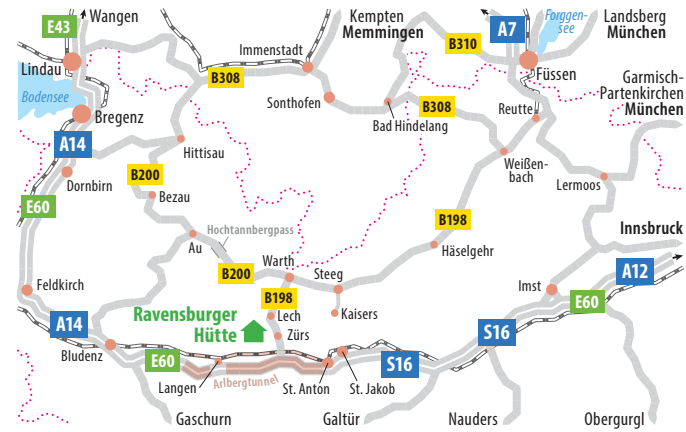 E43
Wangen
Kempten
Memmingen
B310
A7
Forggen-
see
Landsberg
München
Lindau
Immenstadt
B308
Füssen
Garmisch-
Partenkirchen
München
Bodensee
Bregenz
Sonthofen
Bad Hindelang
B308
Reutte
A14
Hittisau
Weißen-
bach
Lermoos
Dornbirn
B200
Bezau
E60
Au
Hochtannbergpass
B198
Häselgehr
Innsbruck
B200
Warth
Steeg
A12
Feldkirch
B198
Imst
E60
Ravensburger
Hütte
Lech
Kaisers
A14
Zürs
S16
Bludenz
E60
Langen
Arlbergtunnel
St. Anton
St. Jakob
S16
Gaschurn
Galtür
Nauders
Obergurgl